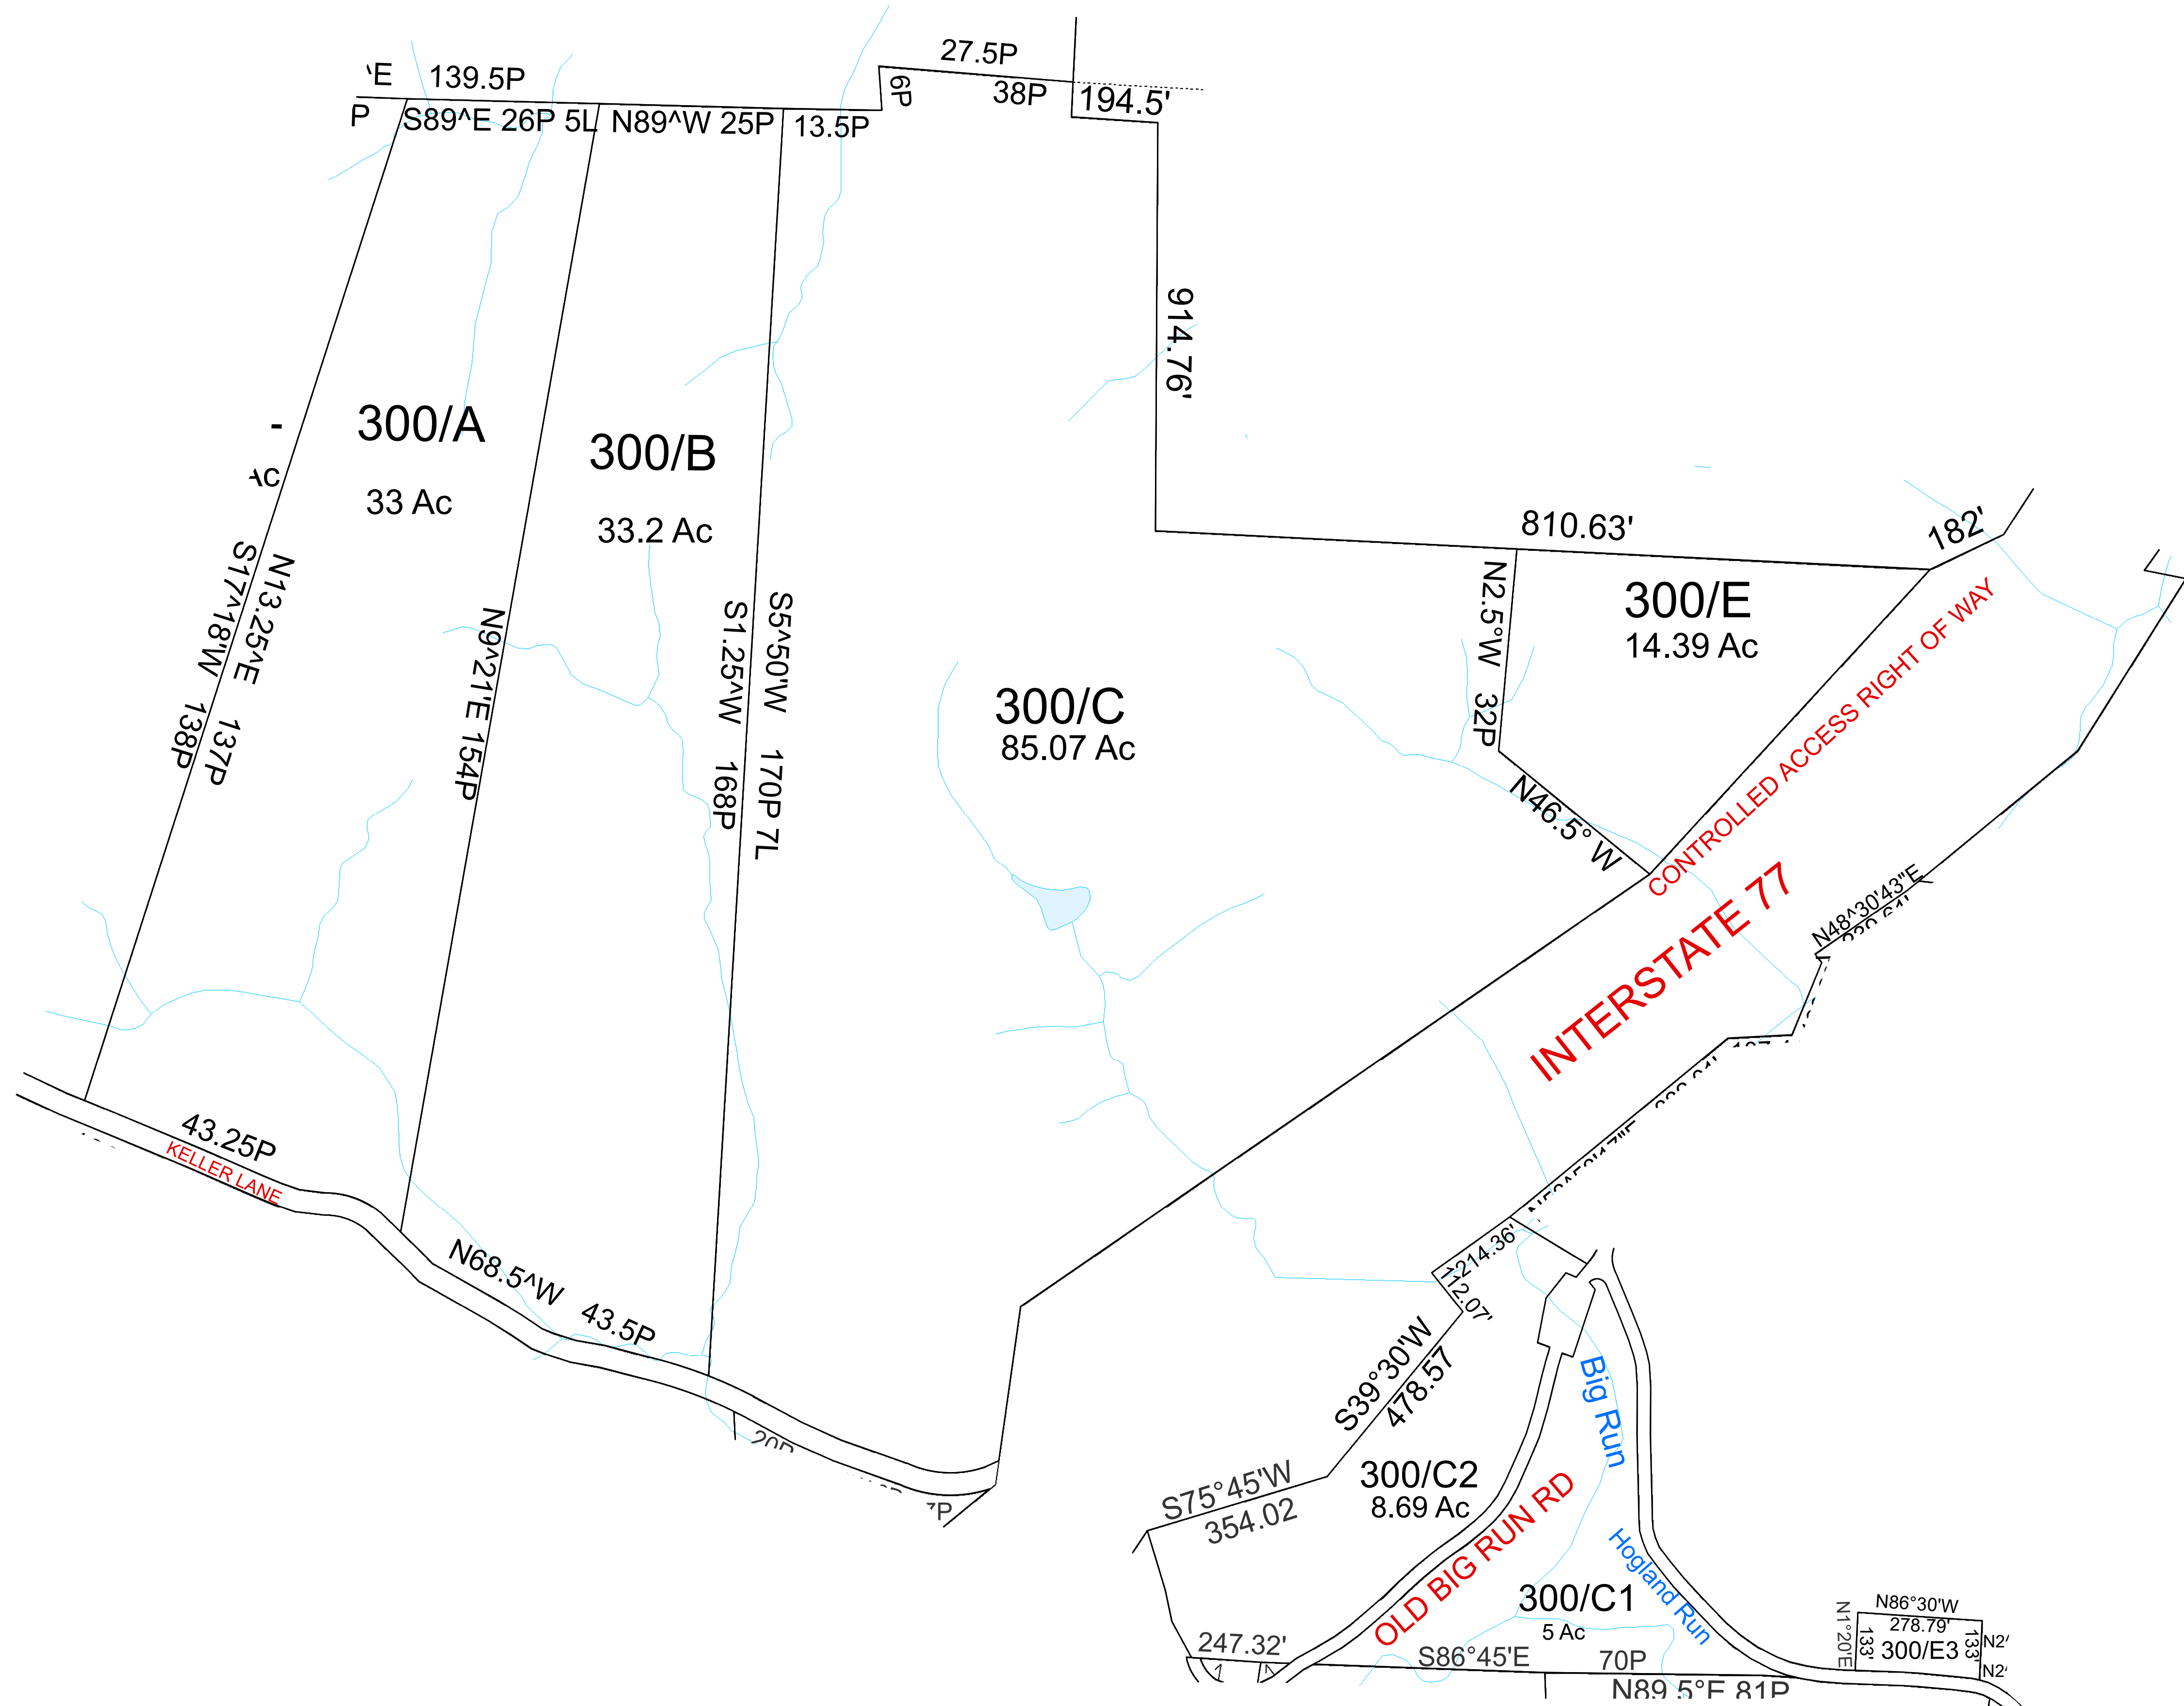 27.5P
139.5P
6P
38P
194.5'
P
S89^E 26P 5L
N89^W 25P
13.5P
914.76'
300/A
33 Ac
300/B
33.2 Ac
810.63'
182'
N13.25^E 137P
S17^18'W 138P
N9^21'E 154P
S1.25^W 168P
S5^50'W 170P 7L
300/C
85.07 Ac
N2.5°W 32P
300/E
14.39 Ac
N46.5° W
CONTROLLED ACCESS RIGHT OF WAY
INTERSTATE 77
N48^30'43"E
43.25P
KELLER LANE
N68.5^W 43.5P
214.36'
112.07'
S39°30'W
478.57
Big Run
S75°45'W
354.02
300/C2
8.69 Ac
OLD BIG RUN RD
Hogland Run
300/C1
5 Ac
247.32'
S86°45'E 70P
N89.5°E 81P
N86°30'W
278.79'
N1°20'E
133'
300/E3
133'